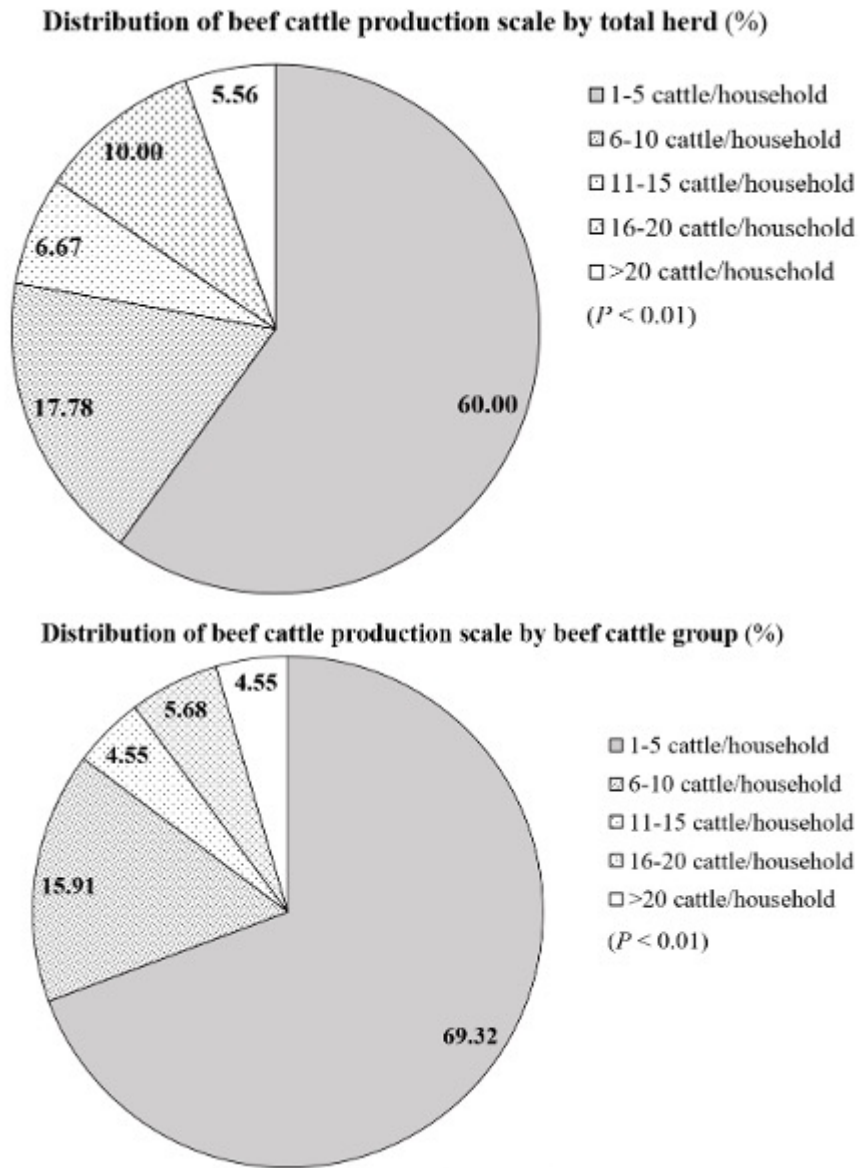 Distribution of beef cattle production scale by total herd (%)
5.56
10.00
6.67
17.78
60.00
1-5 cattle/household
6-10 cattle/household
11-15 cattle/household
16-20 cattle/household
>20 cattle/household
(P < 0.01)
Distribution of beef cattle production scale by beef cattle group (%)
4.55
5.68
4.55
15.91
69.32
1-5 cattle/household
6-10 cattle/household
11-15 cattle/household
16-20 cattle/household
>20 cattle/household
(P < 0.01)